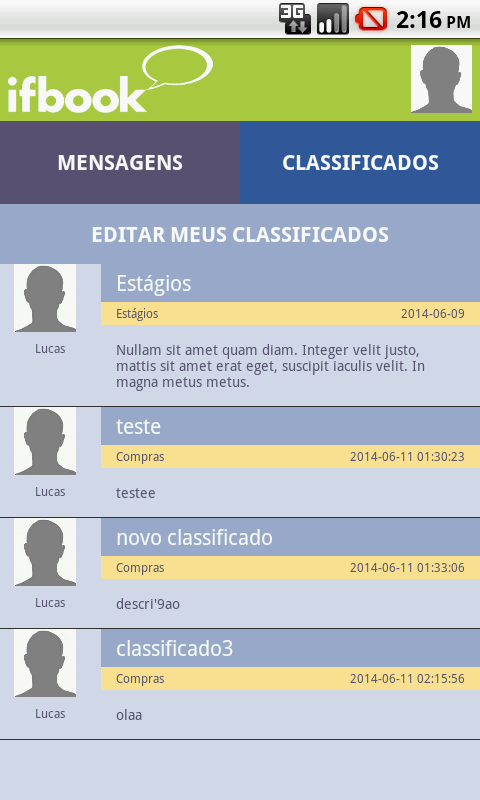 3G 2:16 PM
ifbook
MENSAGENS CLASSIFICADOS
EDITAR MEUS CLASSIFICADOS
Estágios
Estágios 2014-06-09
Lucas
Nullam sit amet quam diam. Integer velit justo,
mattis sit amet erat eget, suscipit iaculis velit. In
magna metus metus.
teste
Compras 2014-06-11 01:30:23
Lucas
testee
novo classificado
Compras 2014-06-11 01:33:06
Lucas
descri'9ao
classificado3
Compras 2014-06-11 02:15:56
Lucas
olaa